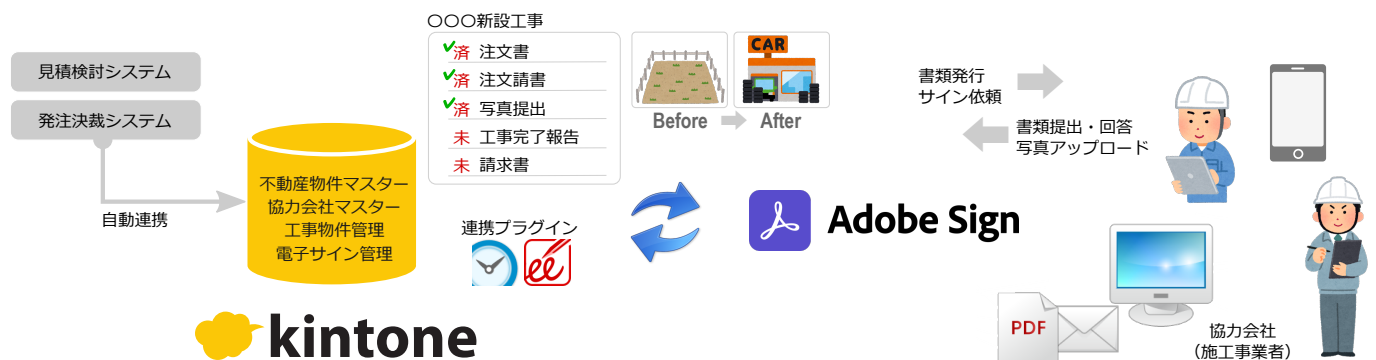 見積検討システム
発注決裁システム
自動連携
不動産物件マスター
協力会社マスター
工事物件管理
電子サイン管理
kintone
〇〇〇新設工事
済 注文書
済 注文請書
済 写真提出
未 工事完了報告
未 請求書
CAR
Before
After
連携プラグイン
ee
Adobe Sign
書類発行
サイン依頼
書類提出・回答
写真アップロード
PDF
協力会社
（施工事業者）